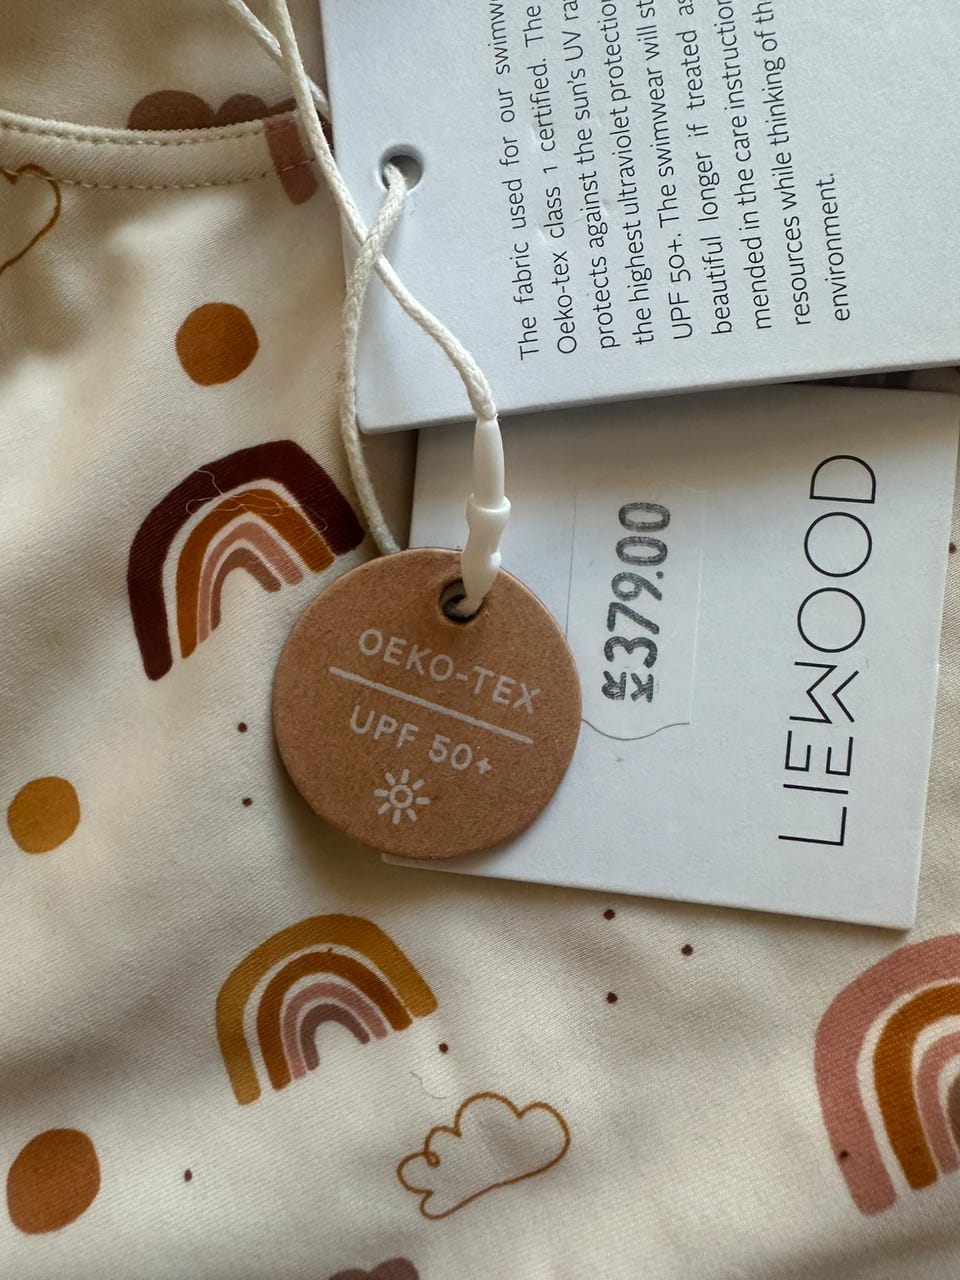 The fabric used for our
Oeko-tex class 1 certified. The
protects against the sun's UV
the highest ultraviolet
UPF 50+. The swimwear will
beautiful longer if treated
mended in the care
resources while thinking of
environment.
KR 379.00
LIEWOOD
OEKO-TEX
UPF 50+